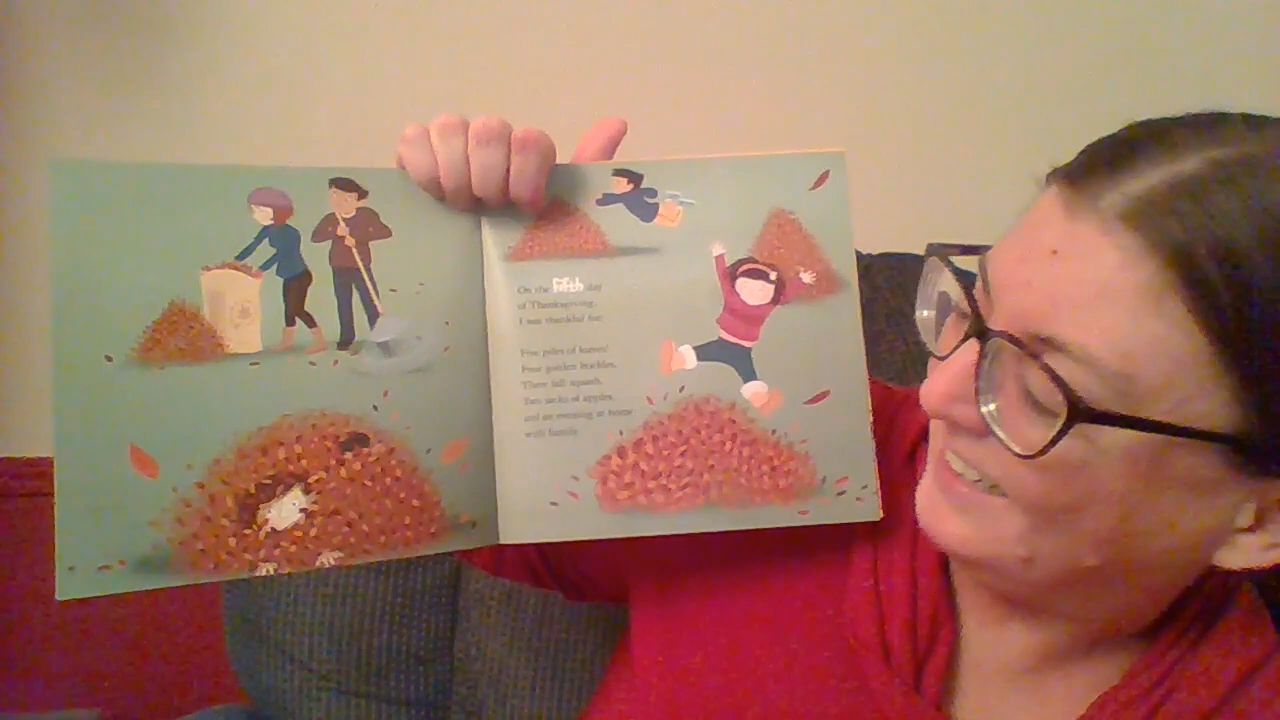 On the fifth day
of Thanksgiving,
I was thankful for:
Five piles of leaves!
Four golden
Three fall squash,
Two sacks of apples,
and an evening at home
with family.